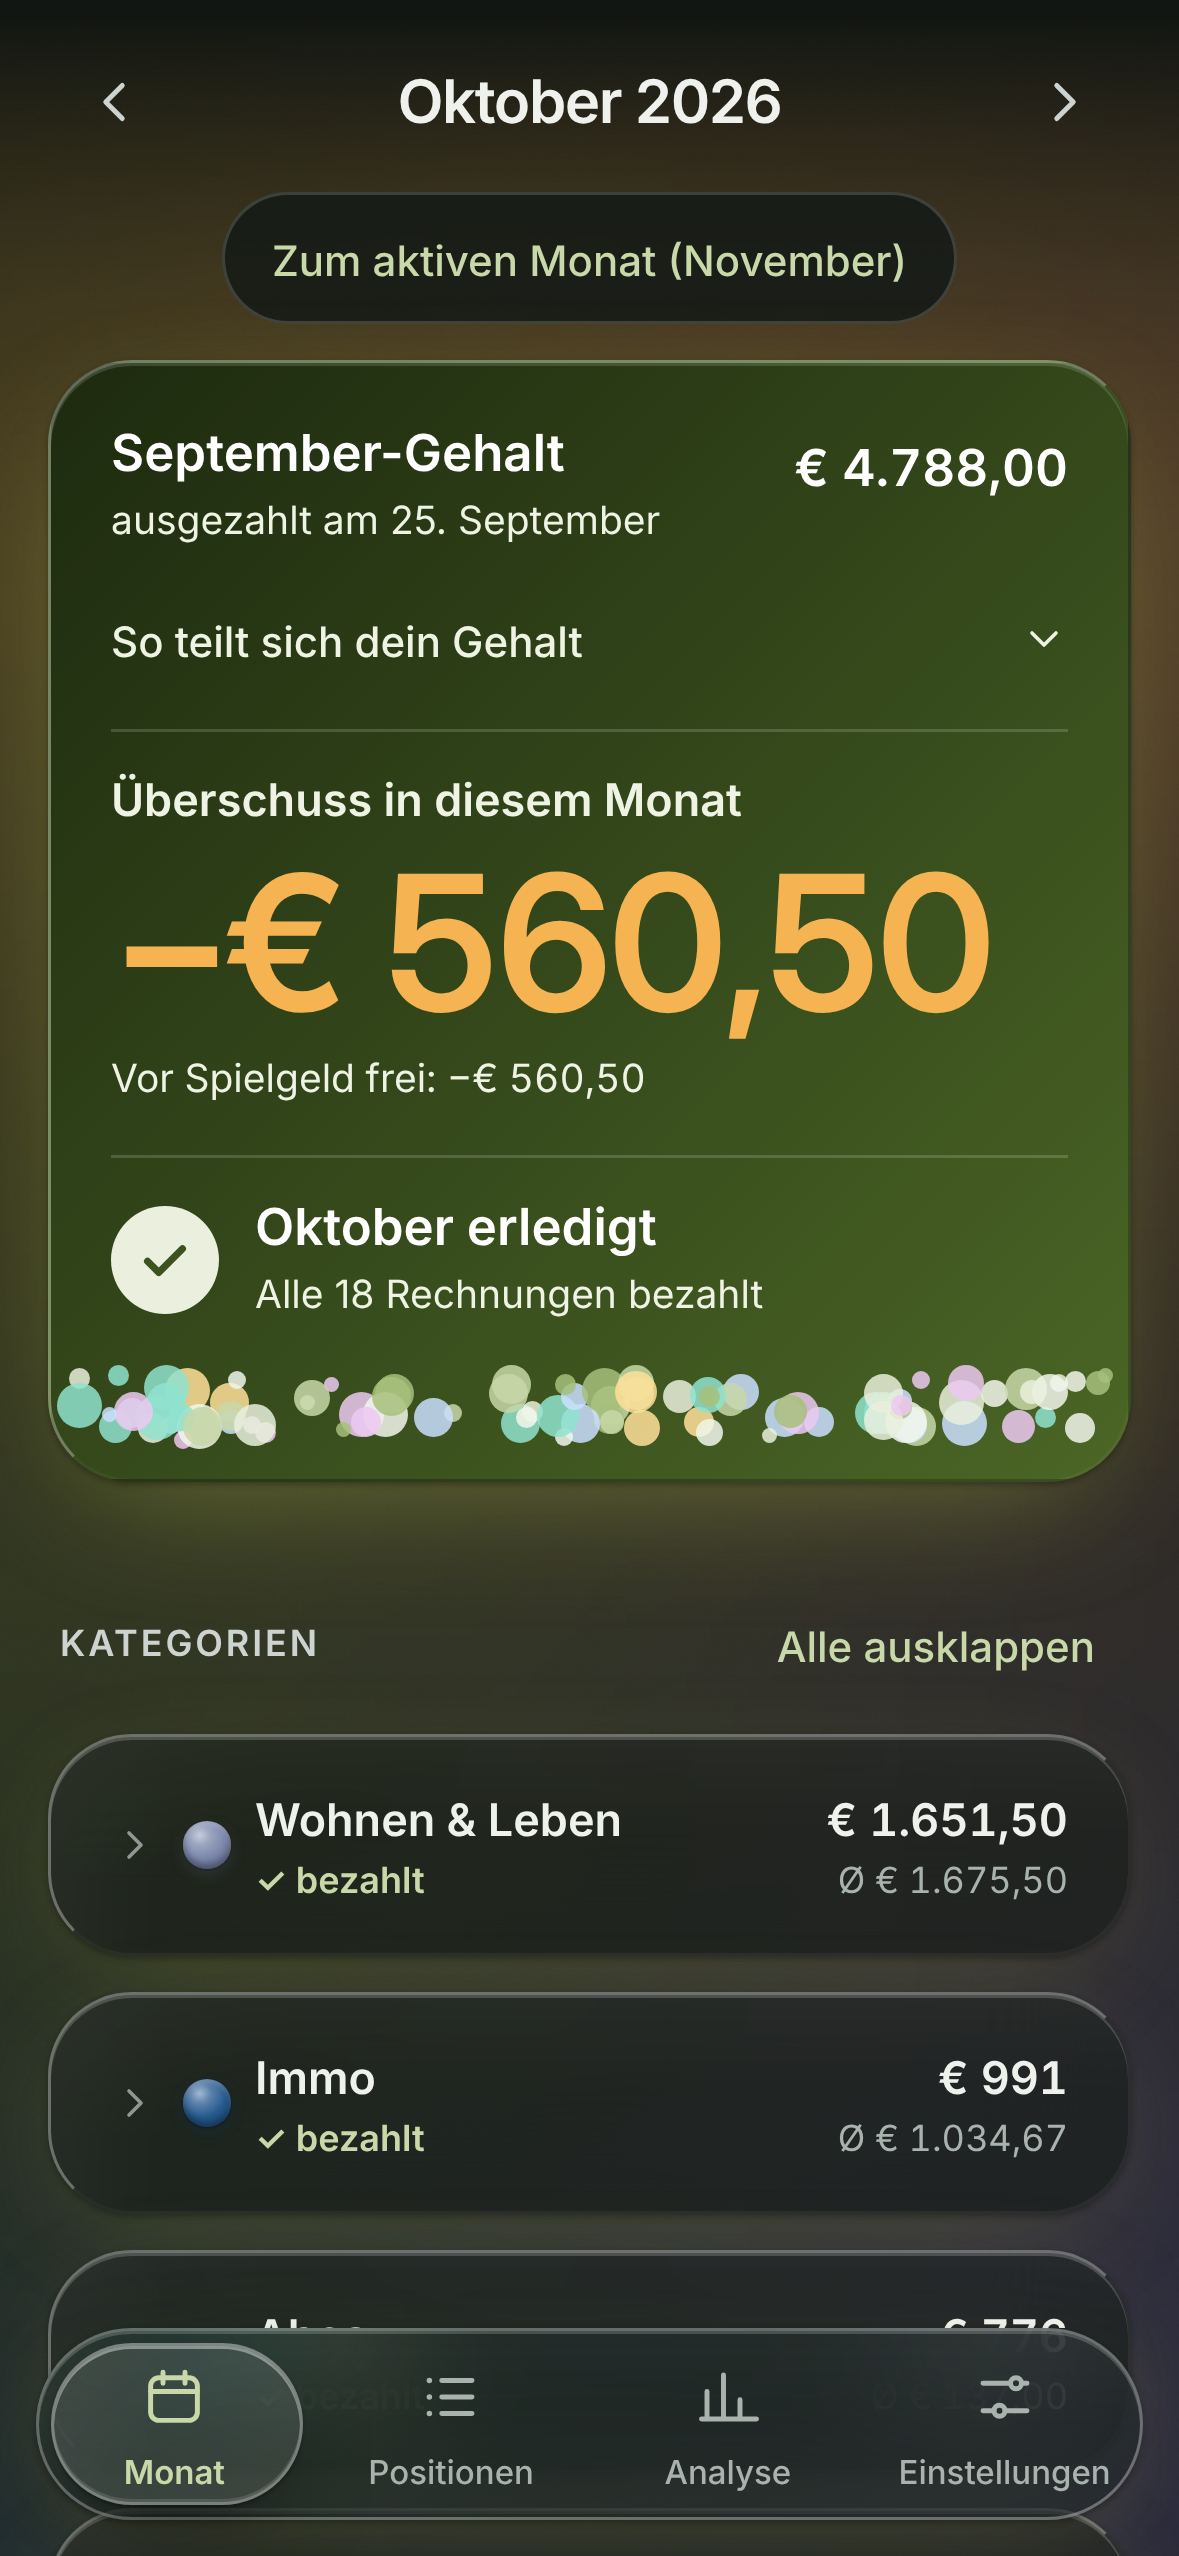 Oktober 2026
Zum aktiven Monat (November)
September-Gehalt
€ 4.788,00
ausgezahlt am 25. September
So teilt sich dein Gehalt
Überschuss in diesem Monat
−€ 560,50
Vor Spielgeld frei: −€ 560,50
Oktober erledigt
Alle 18 Rechnungen bezahlt
KATEGORIEN
Alle ausklappen
Wohnen & Leben
€ 1.651,50
✓ bezahlt
Ø € 1.675,50
Immo
€ 991
✓ bezahlt
Ø € 1.034,67
bezahlt
Monat
Positionen
Analyse
Einstellungen